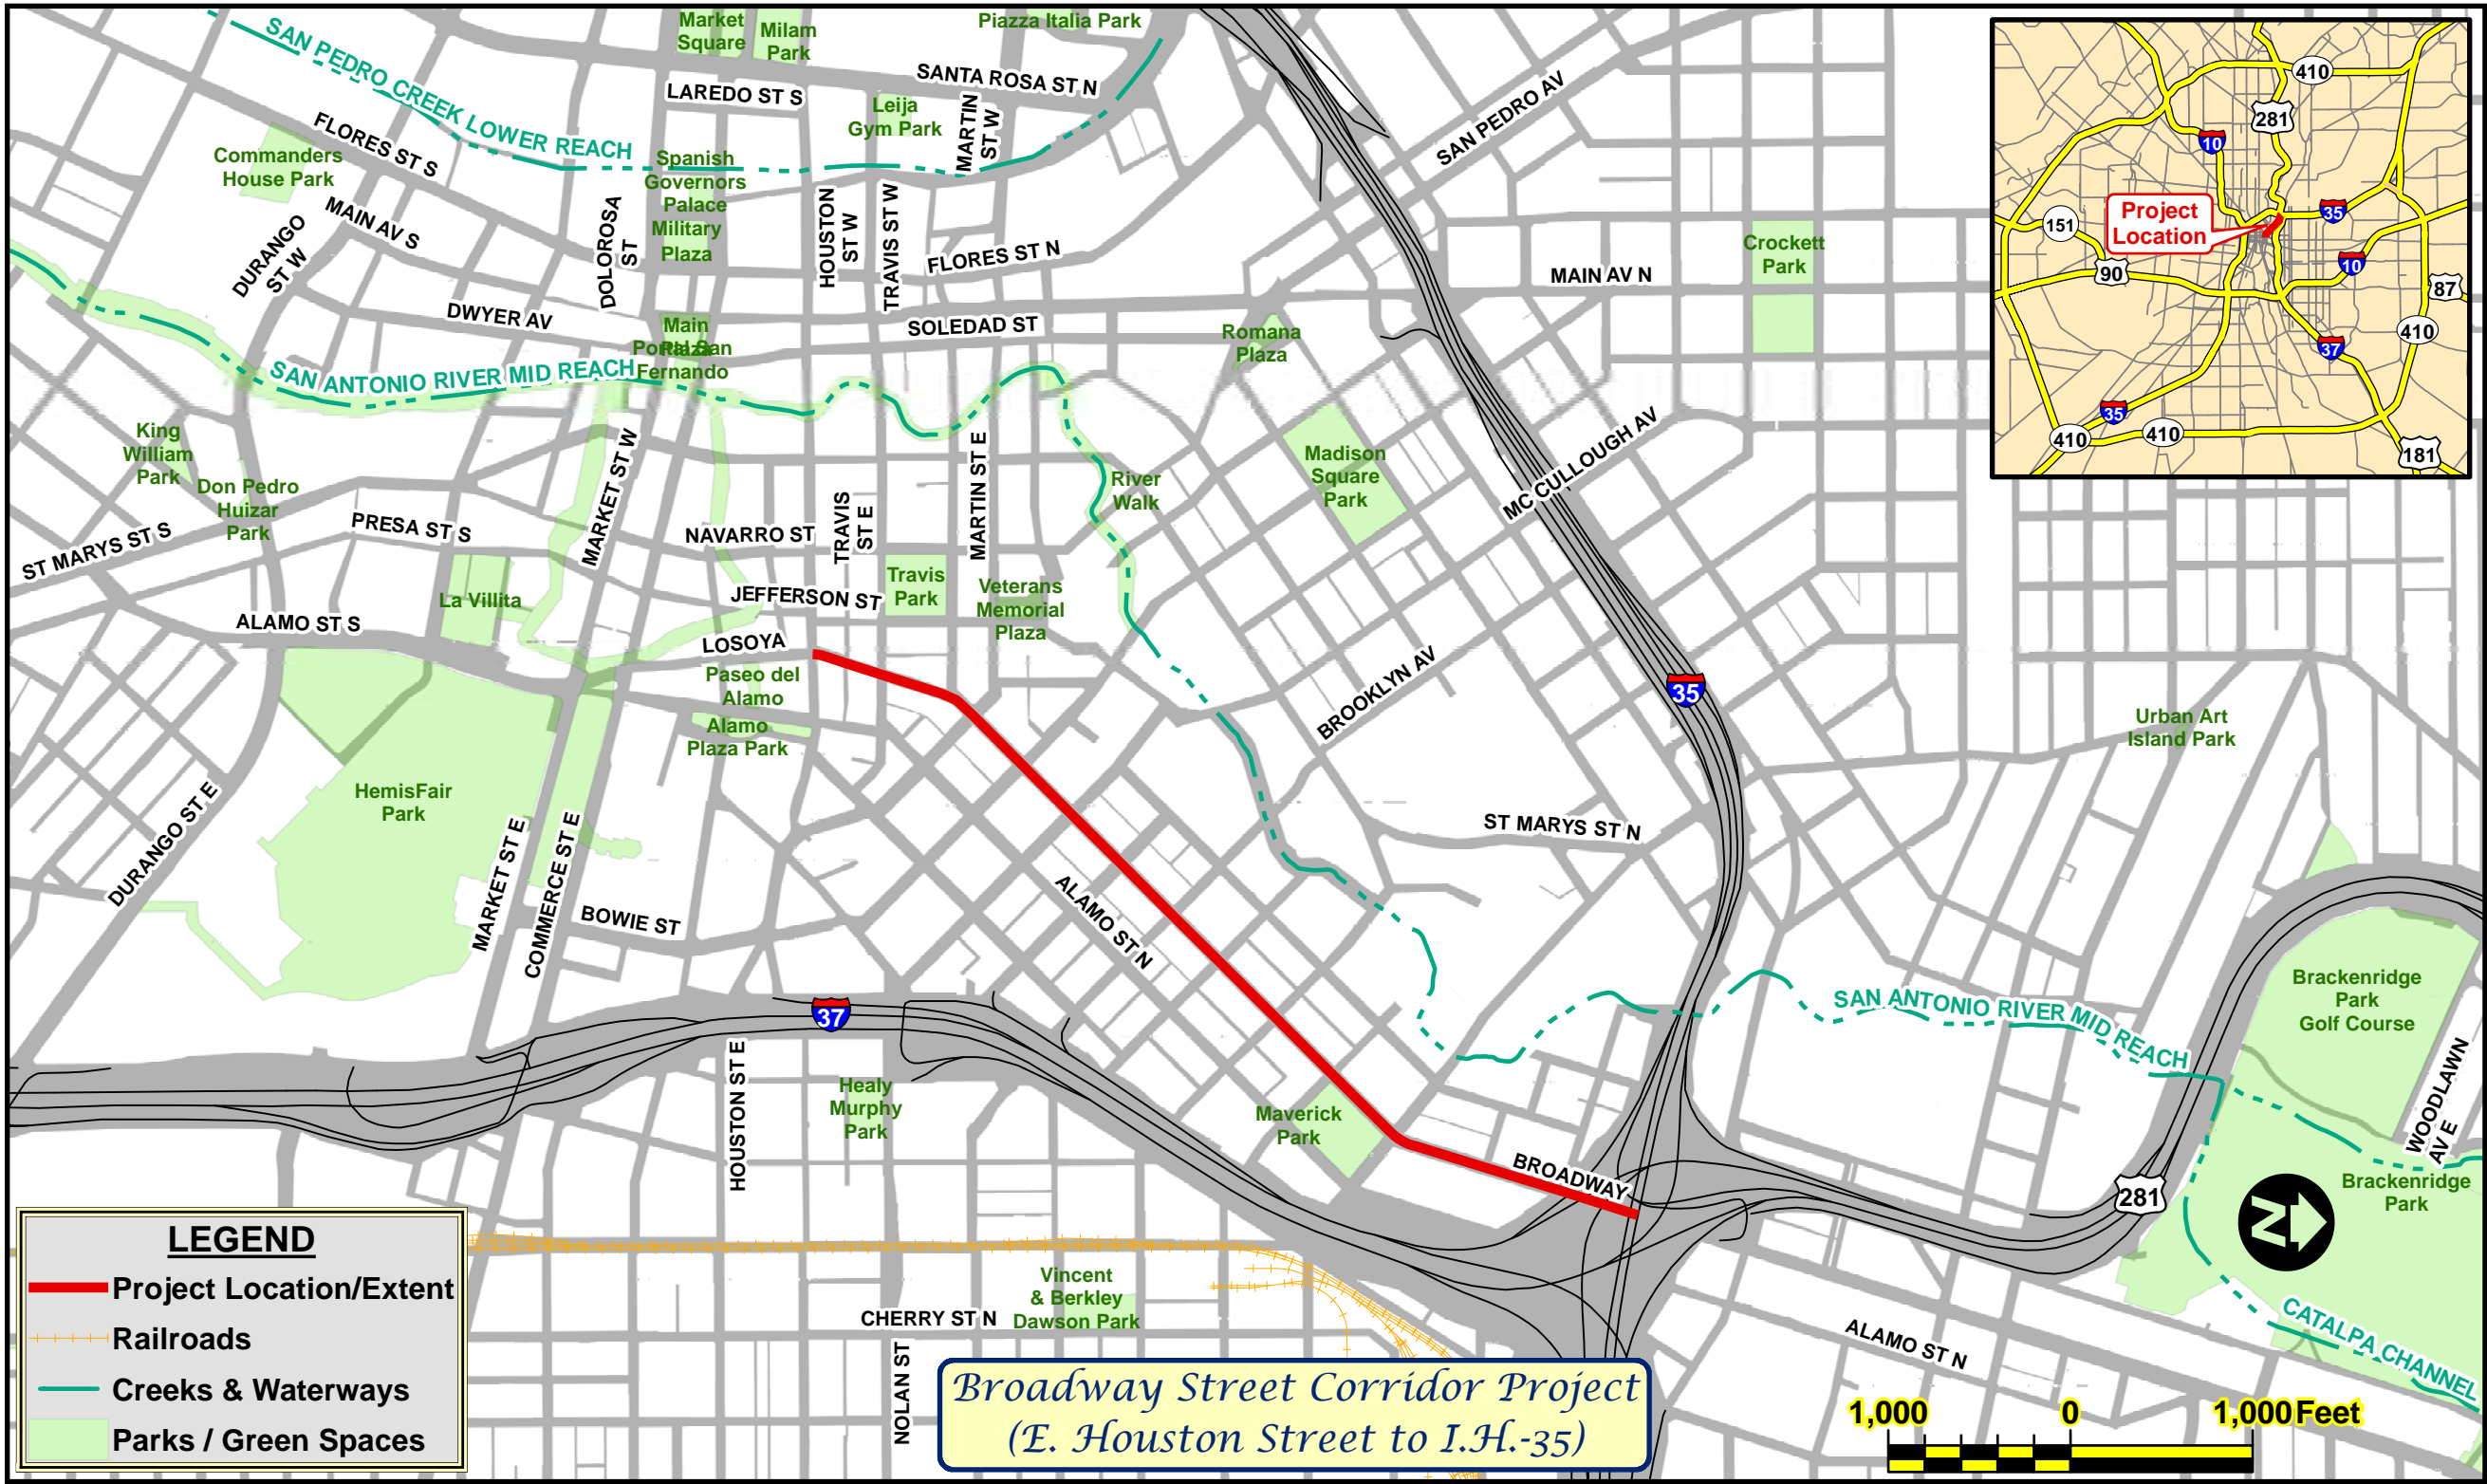 SAN PEDRO CREEK LOWER REACH
Market
Square
Milam
Park
Piazza Italia Park
SANTA ROSA ST N
LAREDO ST S
Leija
Gym Park
MARTIN
ST W
SAN PEDRO AV
FLORES ST S
Commanders
House Park
Spanish
Governors
Palace
Military
Plaza
MAIN AV S
DURANGO
ST W
DOLOROSA
ST
HOUSTON
ST W
TRAVIS ST W
FLORES ST N
Crockett
Park
MAIN AV N
DWYER AV
Main
Plaza
Portal San
Fernando
SOLEDAD ST
Romana
Plaza
SAN ANTONIO RIVER MID REACH
King
William
Park
Don Pedro
Huizar
Park
MARKET ST W
MARTIN ST E
River
Walk
Madison
Square
Park
MC CULLOUGH AV
ST MARYS ST S
PRESA ST S
NAVARRO ST
TRAVIS
ST E
Travis
Park
Veterans
Memorial
Plaza
JEFFERSON ST
La Villita
ALAMO ST S
LOSOYA
Paseo del
Alamo
Alamo
Plaza Park
BROOKLYN AV
35
Urban Art
Island Park
HemisFair
Park
DURANGO ST E
MARKET ST E
COMMERCE ST E
BOWIE ST
ALAMO ST N
ST MARYS ST N
SAN ANTONIO RIVER MID REACH
Brackenridge
Park
Golf Course
WOODLAWN
AV E
37
HOUSTON ST E
Healy
Murphy
Park
Maverick
Park
BROADWAY
281
Brackenridge
Park
N
Vincent
& Berkley
Dawson Park
CHERRY ST N
NOLAN ST
ALAMO ST N
CATALPA CHANNEL
410
281
10
Project
Location
35
151
90
10
87
410
37
35
410
410
181
LEGEND
Project Location/Extent
Railroads
Creeks & Waterways
Parks / Green Spaces
Broadway Street Corridor Project
(E. Houston Street to I.H.-35)
1,000 0 1,000 Feet